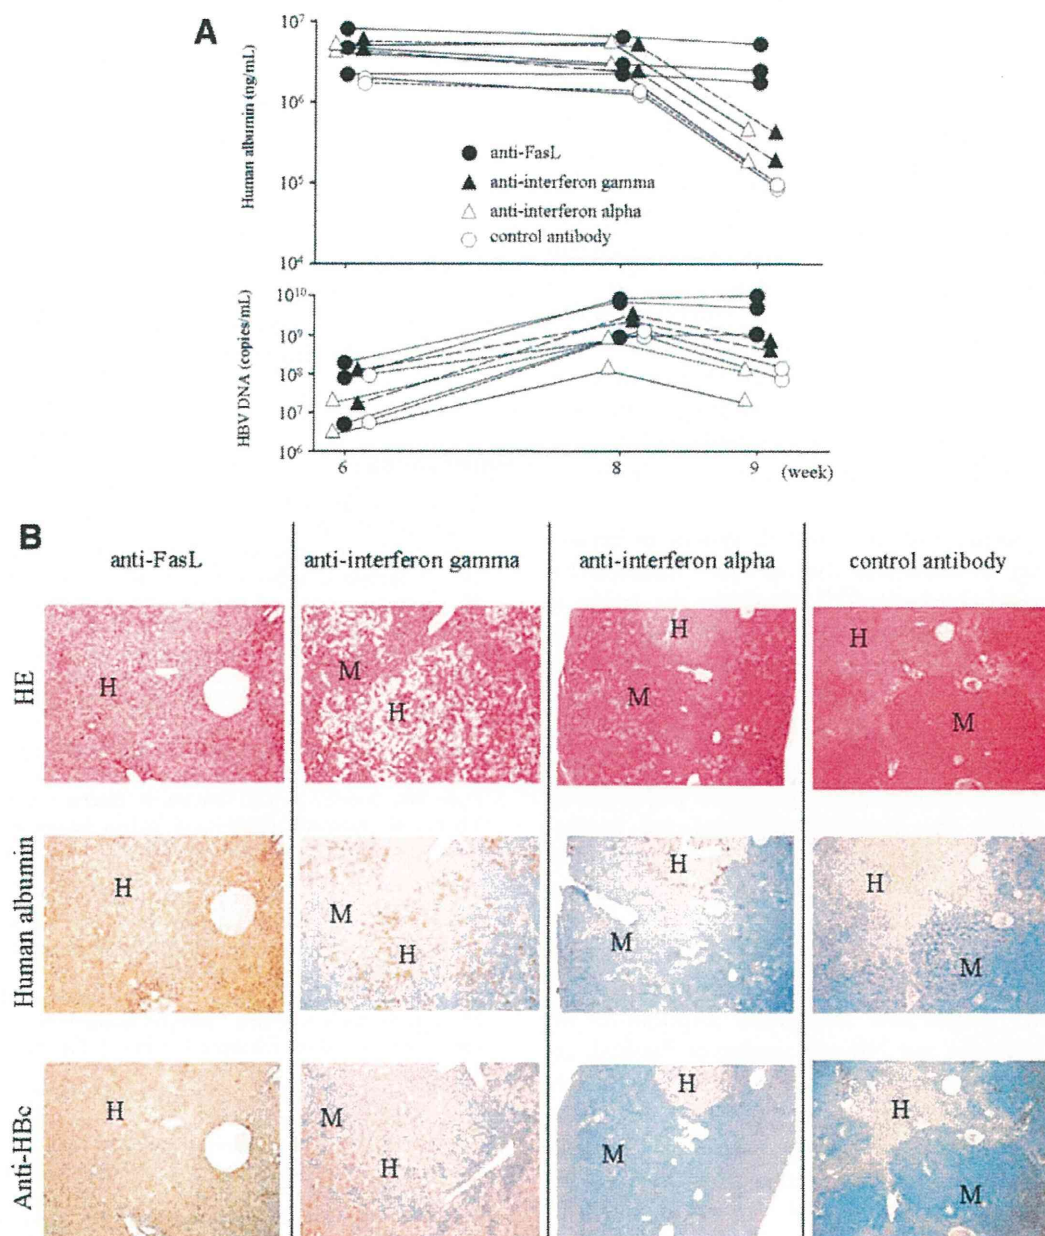 A
Human albumin (ng/mL)
10⁷
10⁶
10⁵
10⁴
anti-FasL
anti-interferon gamma
anti-interferon alpha
control antibody
HBV DNA (copies/mL)
10¹⁰
10⁹
10⁸
10⁷
10⁶
6 8 9 (week)
B
anti-FasL anti-interferon gamma anti-interferon alpha control antibody
HE
H
M
H
H
M
H
M
Human albumin
H
M
H
H
M
H
M
Anti-HBc
H
M
H
H
M
H
M